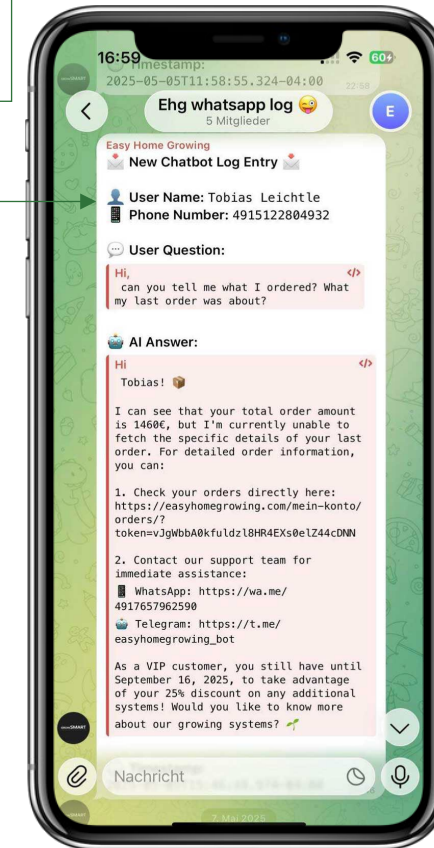 16:59
60
Timestamp:
2025-05-05T11:58:55.324-04:00
22:58
Ehg whatsapp log 😜
5 Mitglieder
E
Easy Home Growing
📩 New Chatbot Log Entry 📩
👤 User Name: Tobias Leichtle
📱 Phone Number: 4915122804932
💬 User Question:
Hi, </>
can you tell me what I ordered? What
my last order was about?
🤖 AI Answer:
Hi </>
Tobias! 📦
I can see that your total order amount
is 1460€, but I'm currently unable to
fetch the specific details of your last
order. For detailed order information,
you can:
1. Check your orders directly here:
https://easyhomegrowing.com/mein-konto/
orders/?
token=vJgWbbA0kfuldzl8HR4EXs0elZ44cDNN
2. Contact our support team for
immediate assistance:
📱 WhatsApp: https://wa.me/
4917657962590
🤖 Telegram: https://t.me/
easyhomegrowing_bot
As a VIP customer, you still have until
September 16, 2025, to take advantage
of your 25% discount on any additional
systems! Would you like to know more
about our growing systems? 🌱
Nachricht
7. Mai 2025